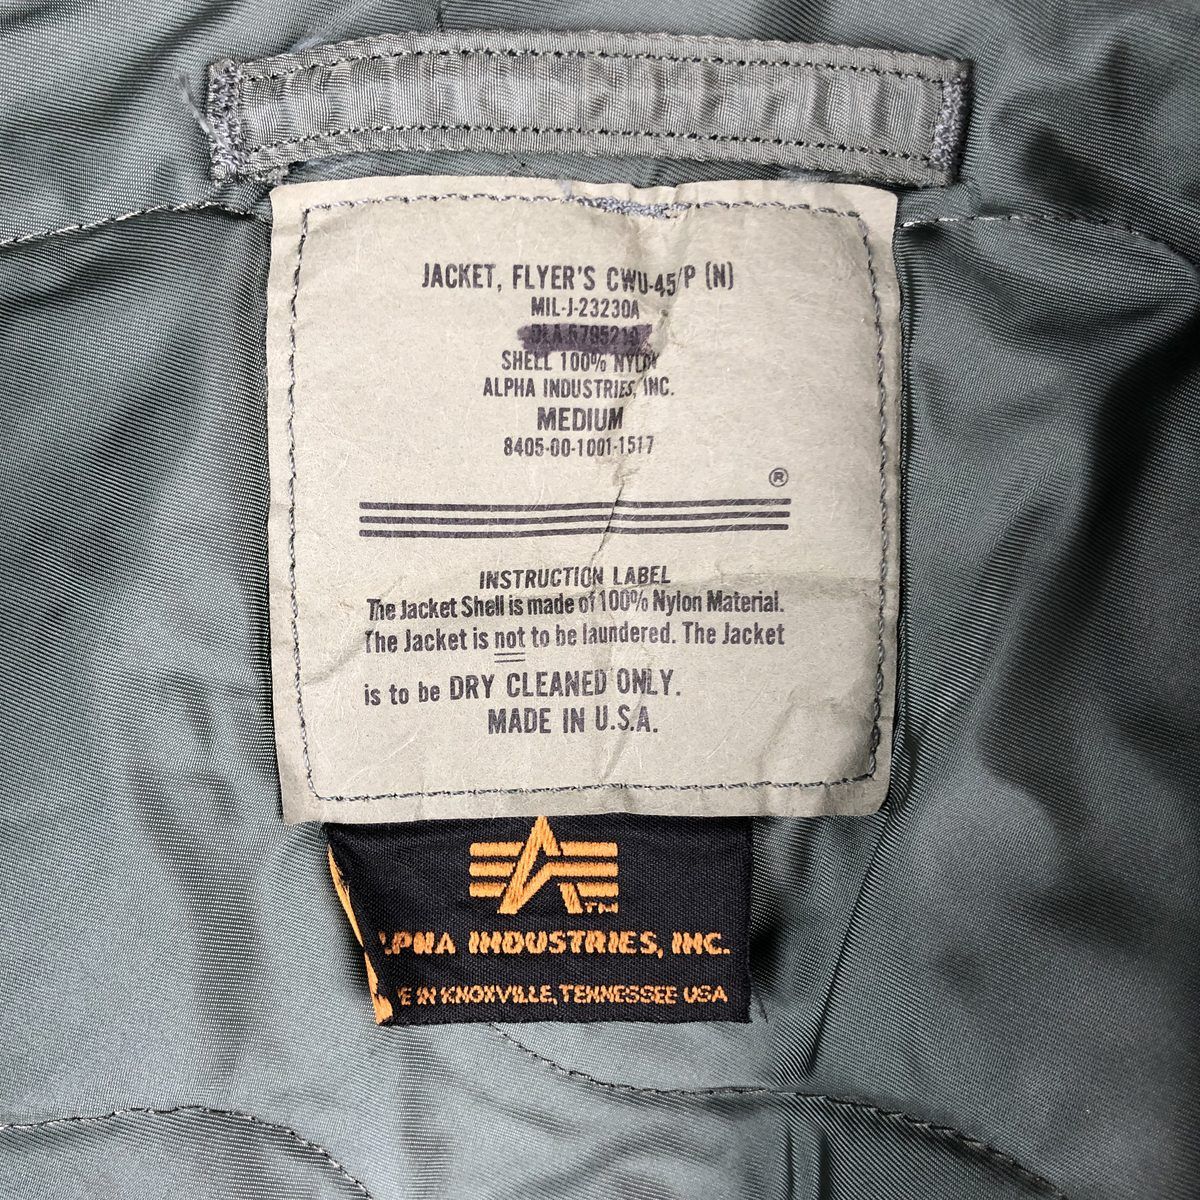 JACKET, FLYER'S CWU-45/P (N)
MIL-J-23230A
SHELL 100% NYLON
ALPHA INDUSTRIES, INC.
MEDIUM
8405-00-1001-1517
®
INSTRUCTION LABEL
The Jacket Shell is made of 100% Nylon Material.
The Jacket is not to be laundered. The Jacket
is to be DRY CLEANED ONLY.
MADE IN U.S.A.
TM
LPHA INDUSTRIES, INC.
E IN KNOXVILLE, TENNESSEE USA